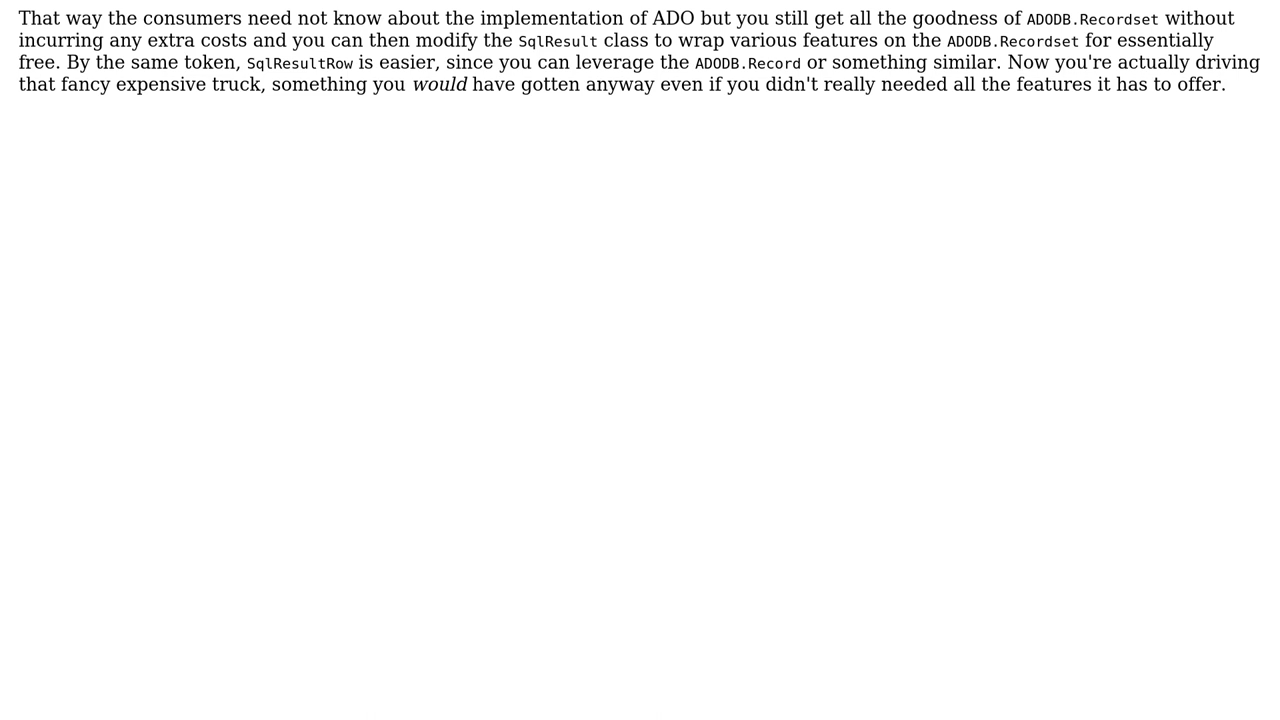 That way the consumers need not know about the implementation of ADO but you still get all the goodness of ADODB.Recordset without
incurring any extra costs and you can then modify the SqlResult class to wrap various features on the ADODB.Recordset for essentially
free. By the same token, SqlResultRow is easier, since you can leverage the ADODB.Record or something similar. Now you're actually driving
that fancy expensive truck, something you would have gotten anyway even if you didn't really needed all the features it has to offer.